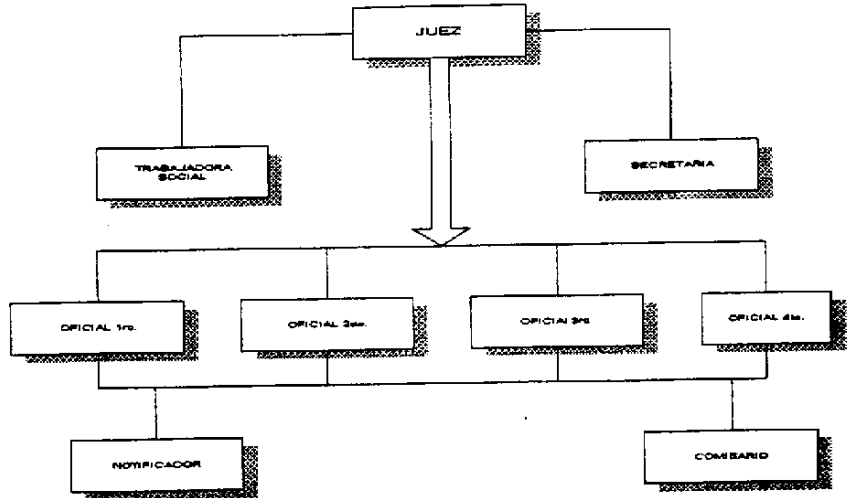 JUEZ
TRABAJADORA
SOCIAL
SECRETARIA
OFICIAL 1ro.
OFICIAL 2do.
OFICIAL 3ro
OFICIAL 4to.
NOTIFICADOR
COMISARIO